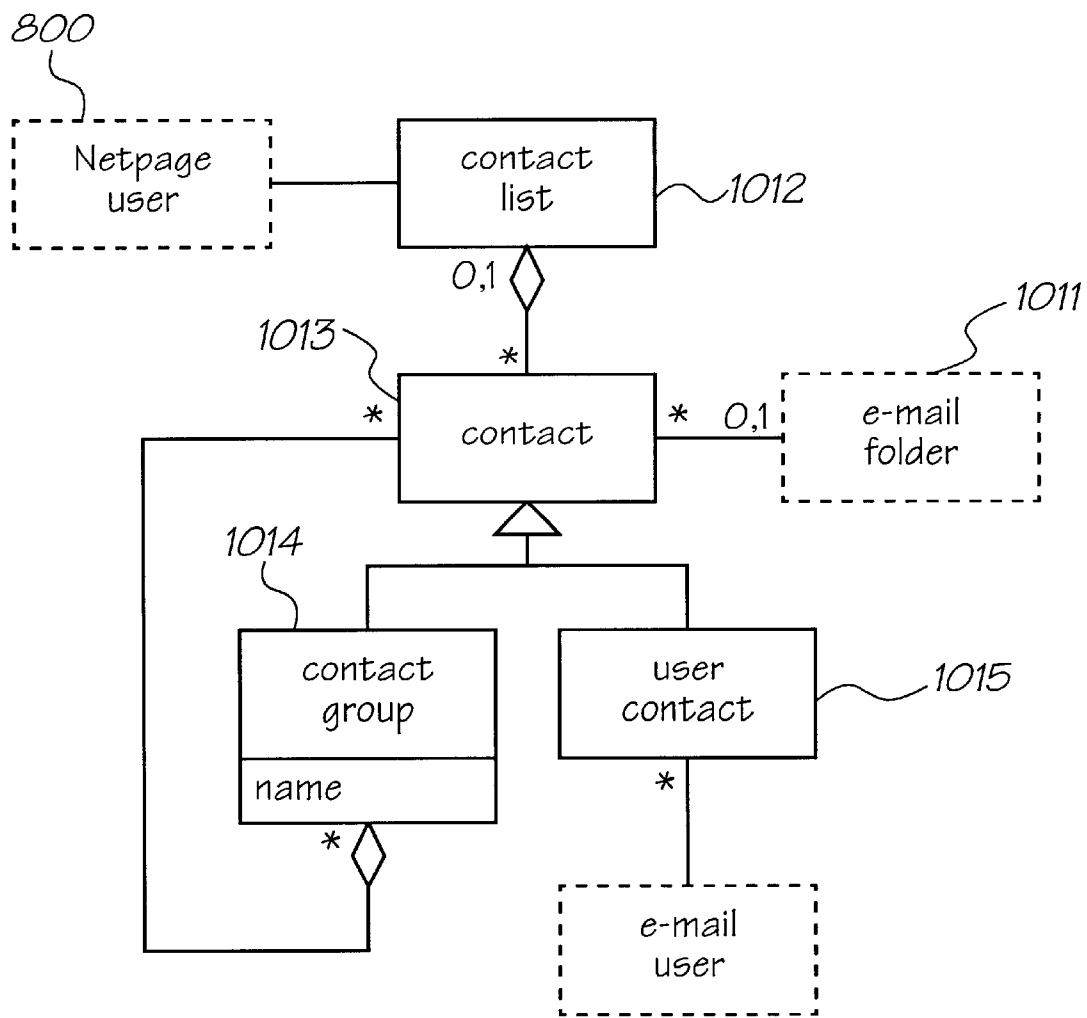 800
Netpage
user
contact
list
1012
0,1
*
1013
1011
*
contact
*
0,1
e-mail
folder
1014
contact
group
name
*
user
contact
1015
*
e-mail
user